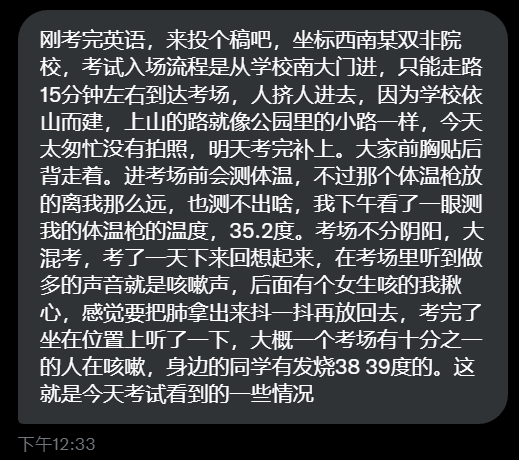 刚考完英语，来投个稿吧，坐标西南某双非院
校，考试入场流程是从学校南大门进，只能走路
15分钟左右到达考场，人挤人进去，因为学校依
山而建，上山的路就像公园里的小路一样，今天
太匆忙没有拍照，明天考完补上。大家前胸贴后
背走着。进考场前会测体温，不过那个体温枪放
的离我那么远，也测不出啥，我下午看了一眼测
我的体温枪的温度，35.2度。考场不分阴阳，大
混考，考了一天下来回想起来，在考场里听到做
多的声音就是咳嗽声，后面有个女生咳的我揪
心，感觉要把肺拿出来抖一抖再放回去，考完了
坐在位置上听了一下，大概一个考场有十分之一
的人在咳嗽，身边的同学有发烧38 39度的。这
就是今天考试看到的一些情况
下午12:33